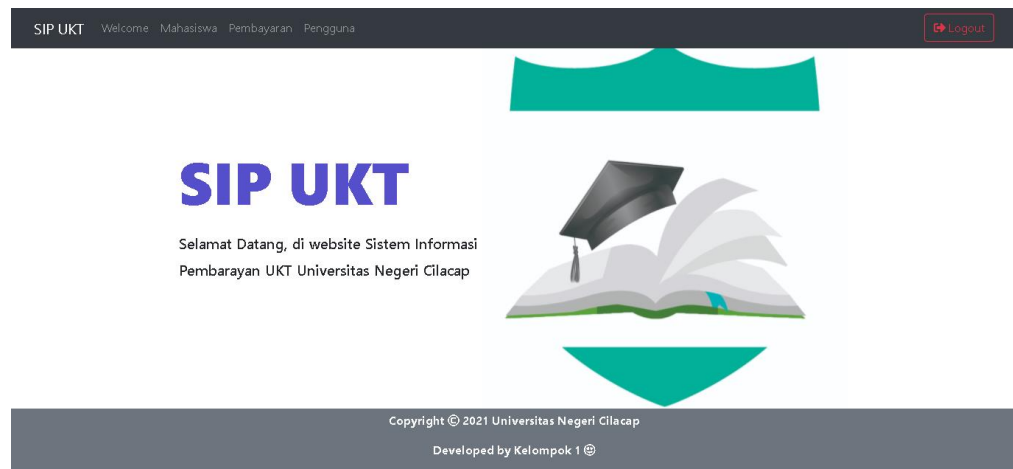 SIP UKT Welcome Mahasiswa Pembayaran Pengguna Logout
SIP UKT
Selamat Datang, di website Sistem Informasi
Pembarayan UKT Universitas Negeri Cilacap
Copyright © 2021 Universitas Negeri Cilacap
Developed by Kelompok 1